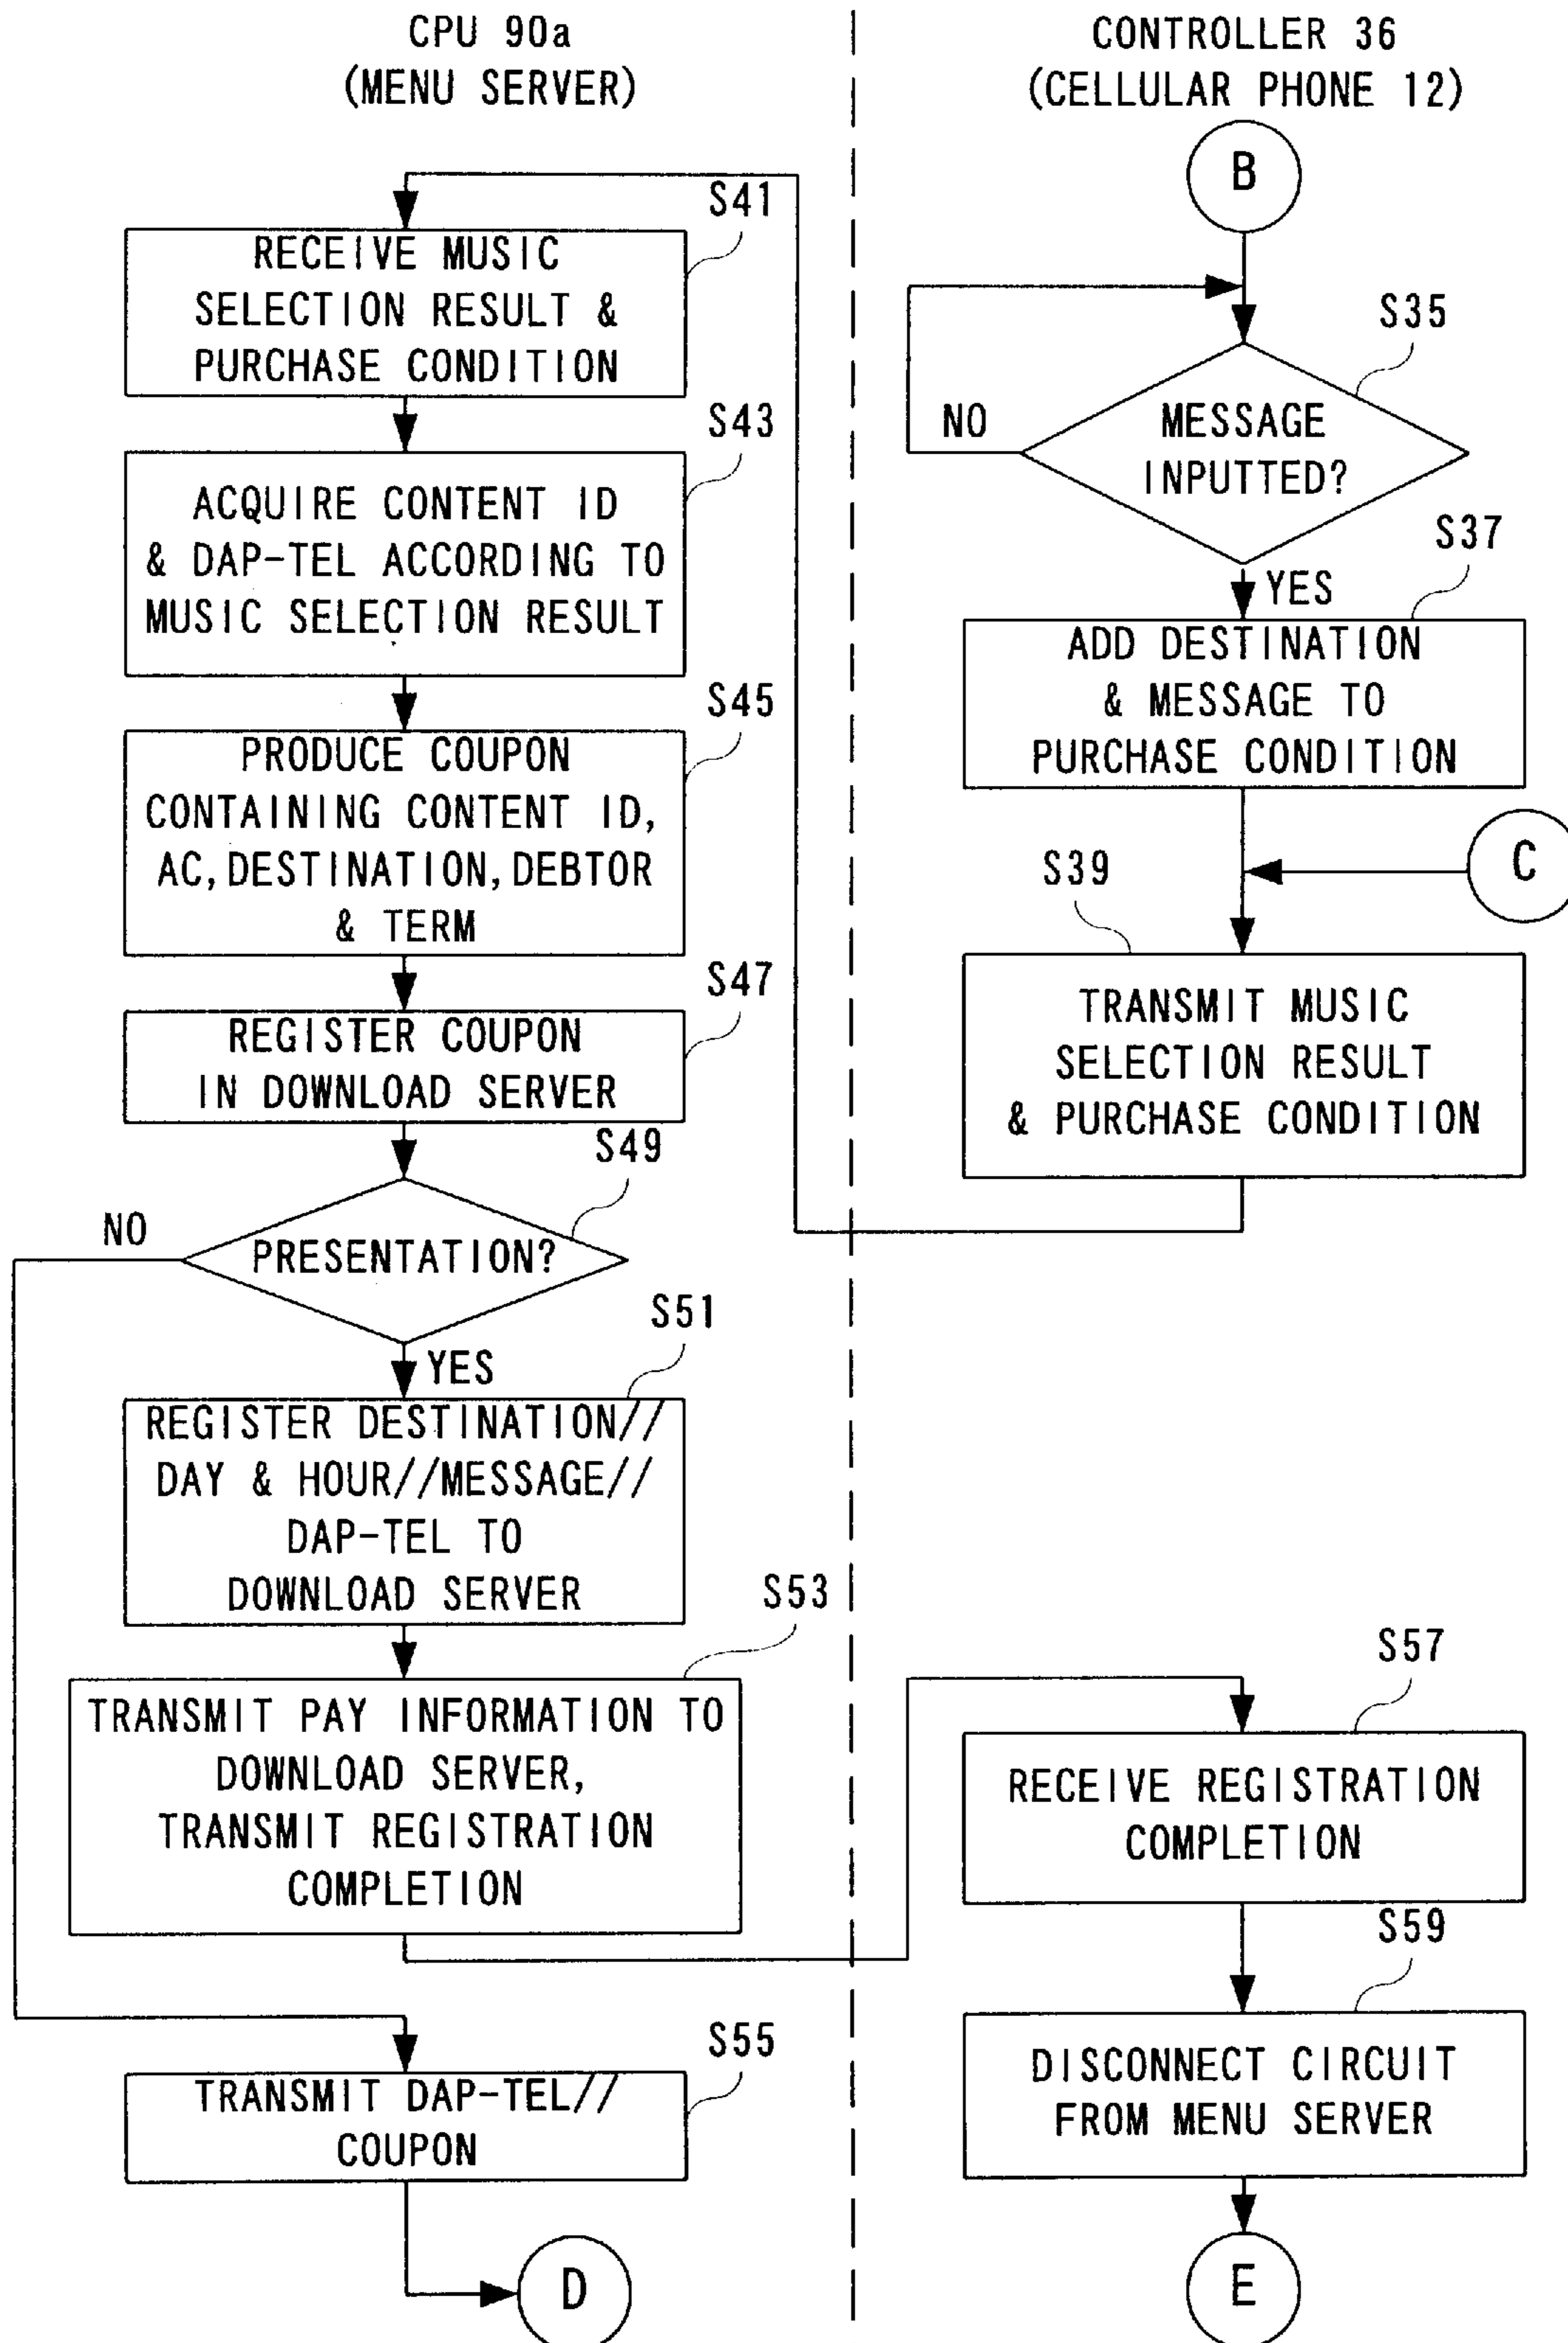 CPU 90a
(MENU SERVER)
S41
RECEIVE MUSIC
SELECTION RESULT &
PURCHASE CONDITION
S43
ACQUIRE CONTENT ID
& DAP-TEL ACCORDING TO
MUSIC SELECTION RESULT
S45
PRODUCE COUPON
CONTAINING CONTENT ID,
AC, DESTINATION, DEBTOR
& TERM
S47
REGISTER COUPON
IN DOWNLOAD SERVER
S49
NO
PRESENTATION?
YES
S51
REGISTER DESTINATION//
DAY & HOUR//MESSAGE//
DAP-TEL TO
DOWNLOAD SERVER
S53
TRANSMIT PAY INFORMATION TO
DOWNLOAD SERVER,
TRANSMIT REGISTRATION
COMPLETION
S55
TRANSMIT DAP-TEL//
COUPON
D
CONTROLLER 36
(CELLULAR PHONE 12)
B
S35
NO
MESSAGE
INPUTTED?
YES
S37
ADD DESTINATION
& MESSAGE TO
PURCHASE CONDITION
C
S39
TRANSMIT MUSIC
SELECTION RESULT
& PURCHASE CONDITION
S57
RECEIVE REGISTRATION
COMPLETION
S59
DISCONNECT CIRCUIT
FROM MENU SERVER
E